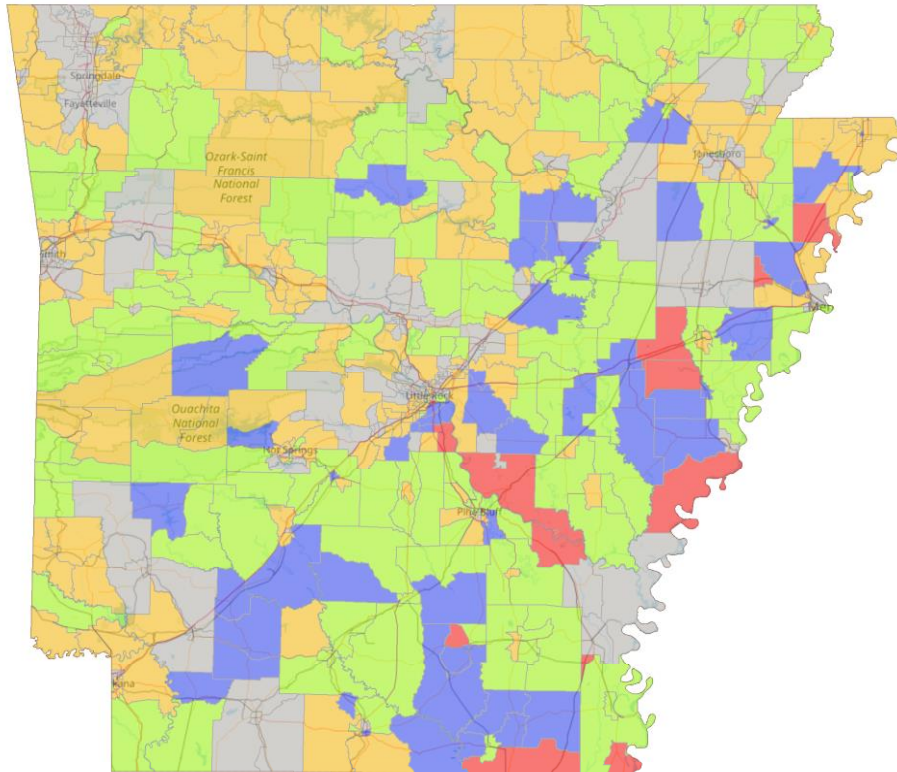 Springdale
Fayetteville
Ozark-Saint
Francis
National
Forest
Jonesboro
Little Rock
Ouachita
National
Forest
Hot Springs
Pine Bluff